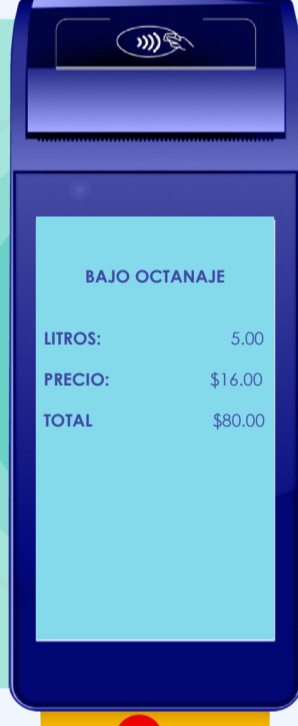 BAJO OCTANAJE
LITROS: 5.00
PRECIO: $16.00
TOTAL $80.00